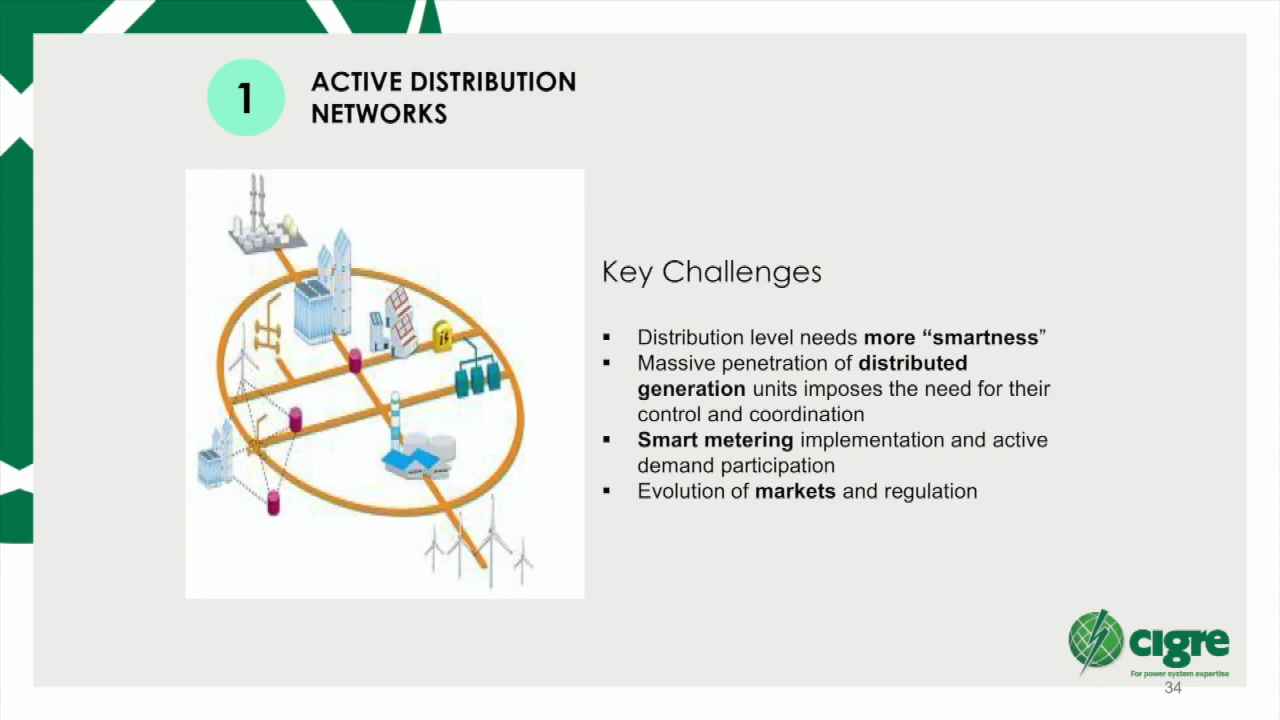 1
ACTIVE DISTRIBUTION
NETWORKS
Key Challenges
▪ Distribution level needs more “smartness”
▪ Massive penetration of distributed
generation units imposes the need for their
control and coordination
▪ Smart metering implementation and active
demand participation
▪ Evolution of markets and regulation
cigre
For power system expertise
34